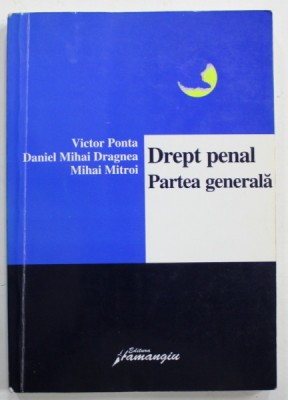 Victor Ponta
Daniel Mihai Dragnea
Mihai Mitroi
Drept penal
Partea generală
Editura
Hamangiu